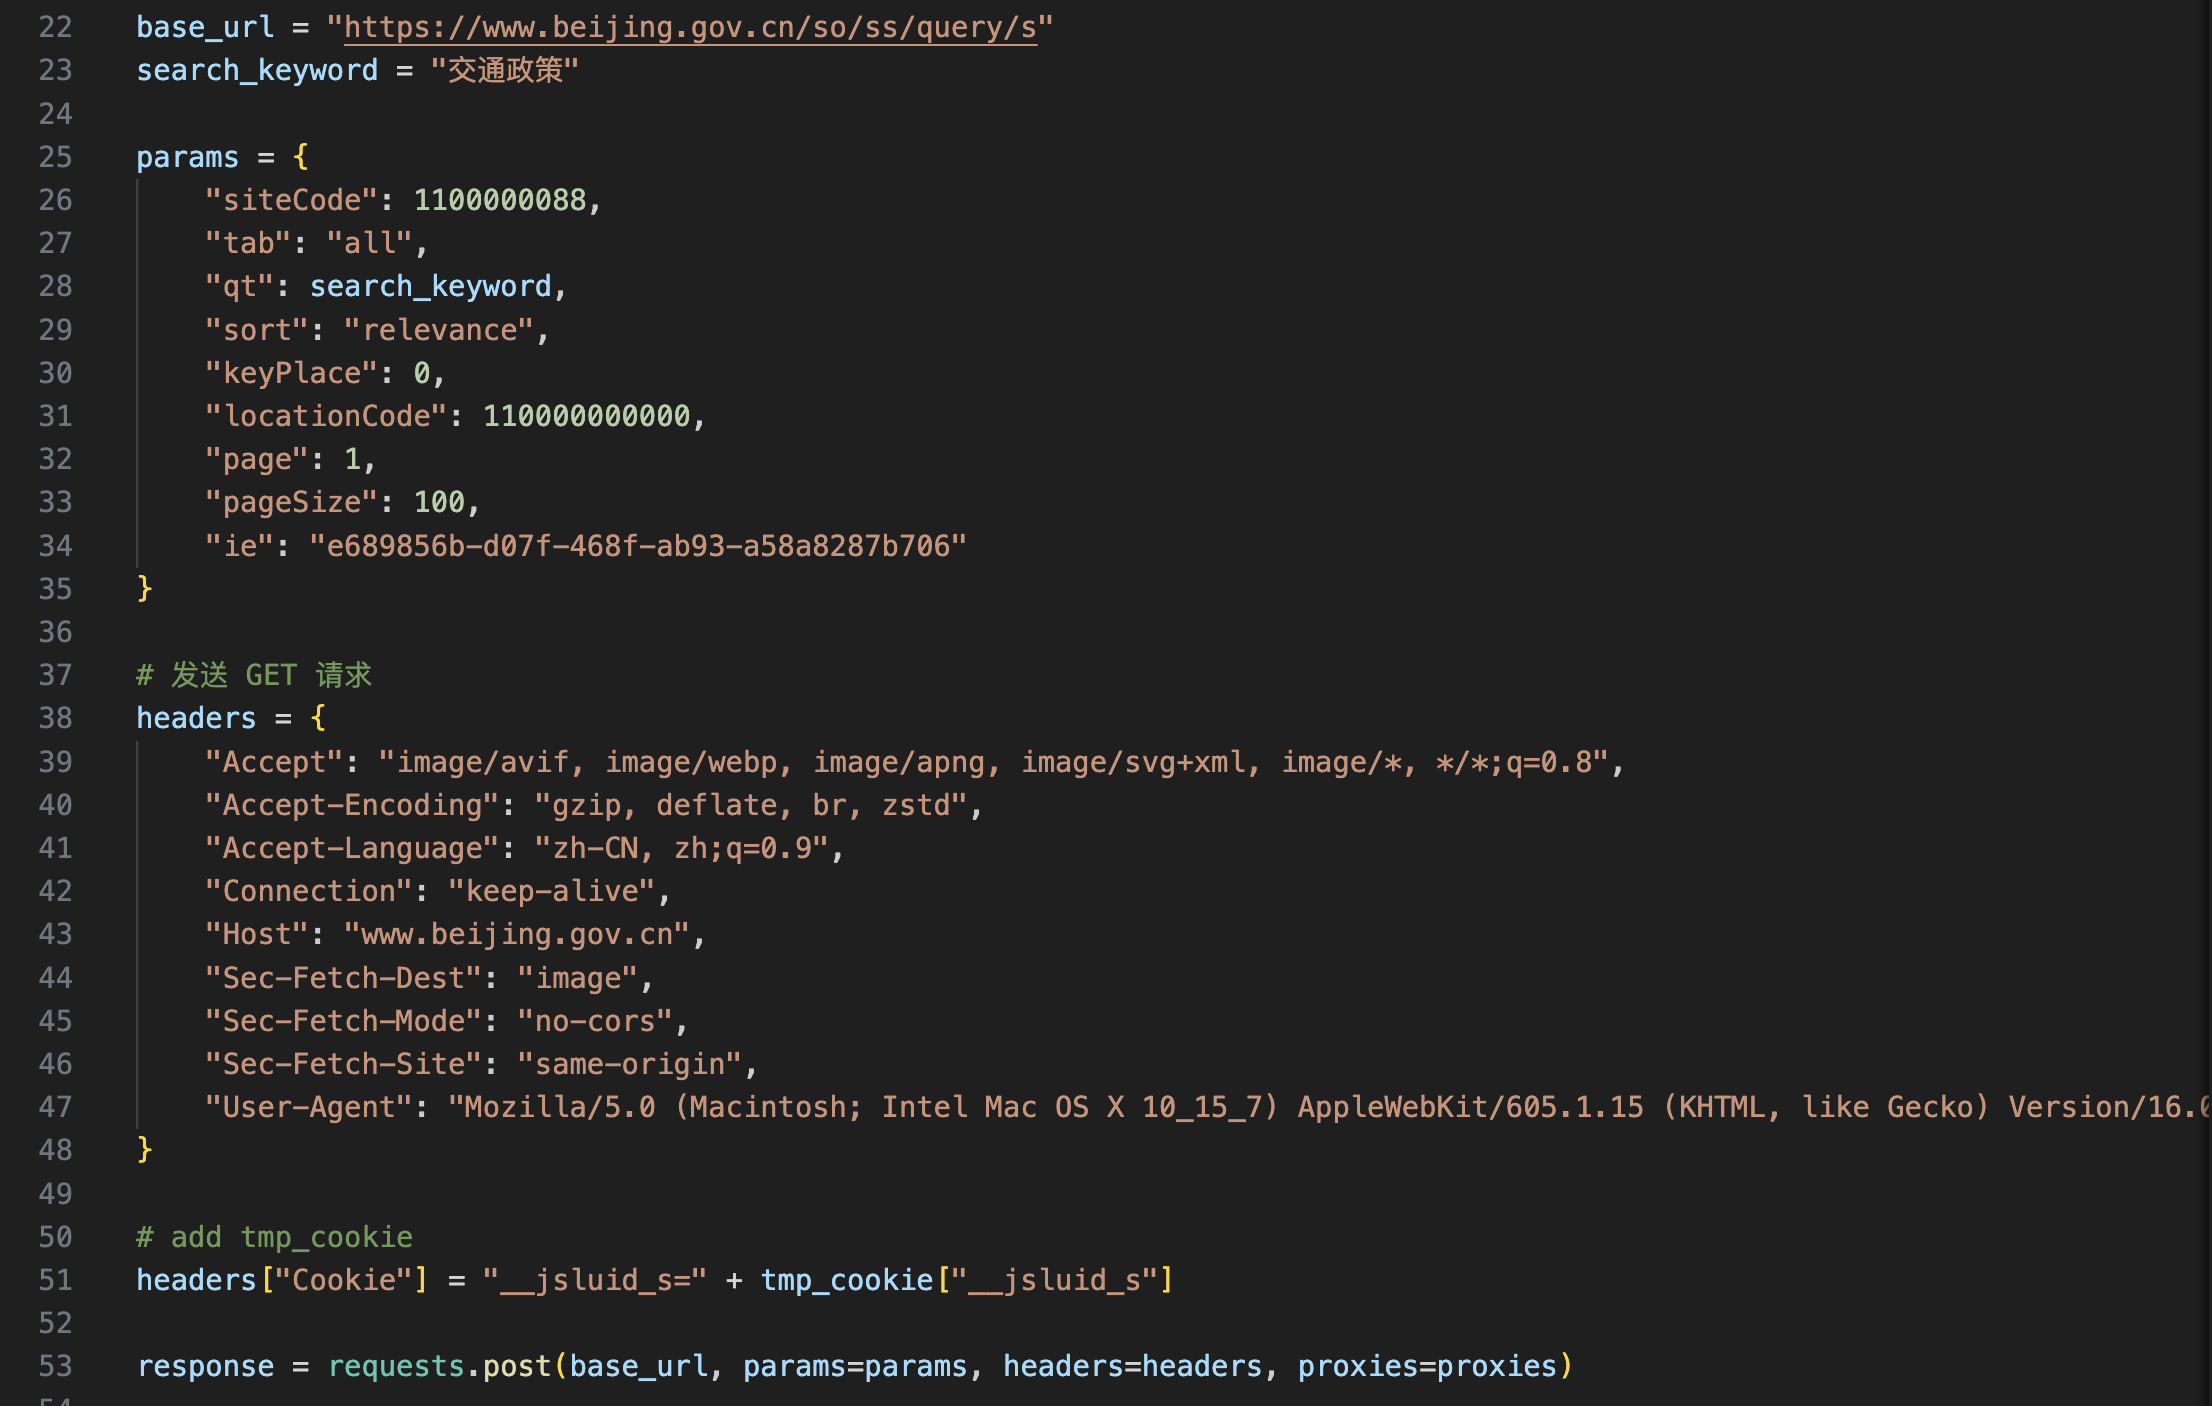 22 base_url = "https://www.beijing.gov.cn/so/ss/query/s"
23 search_keyword = "交通政策"
24
25 params = {
26 "siteCode": 1100000088,
27 "tab": "all",
28 "qt": search_keyword,
29 "sort": "relevance",
30 "keyPlace": 0,
31 "locationCode": 110000000000,
32 "page": 1,
33 "pageSize": 100,
34 "ie": "e689856b-d07f-468f-ab93-a58a8287b706"
35 }
36
37 # 发送 GET 请求
38 headers = {
39 "Accept": "image/avif, image/webp, image/apng, image/svg+xml, image/*, */*;q=0.8",
40 "Accept-Encoding": "gzip, deflate, br, zstd",
41 "Accept-Language": "zh-CN, zh;q=0.9",
42 "Connection": "keep-alive",
43 "Host": "www.beijing.gov.cn",
44 "Sec-Fetch-Dest": "image",
45 "Sec-Fetch-Mode": "no-cors",
46 "Sec-Fetch-Site": "same-origin",
47 "User-Agent": "Mozilla/5.0 (Macintosh; Intel Mac OS X 10_15_7) AppleWebKit/605.1.15 (KHTML, like Gecko) Version/16.0
48 }
49
50 # add tmp_cookie
51 headers["Cookie"] = "__jsluid_s=" + tmp_cookie["__jsluid_s"]
52
53 response = requests.post(base_url, params=params, headers=headers, proxies=proxies)